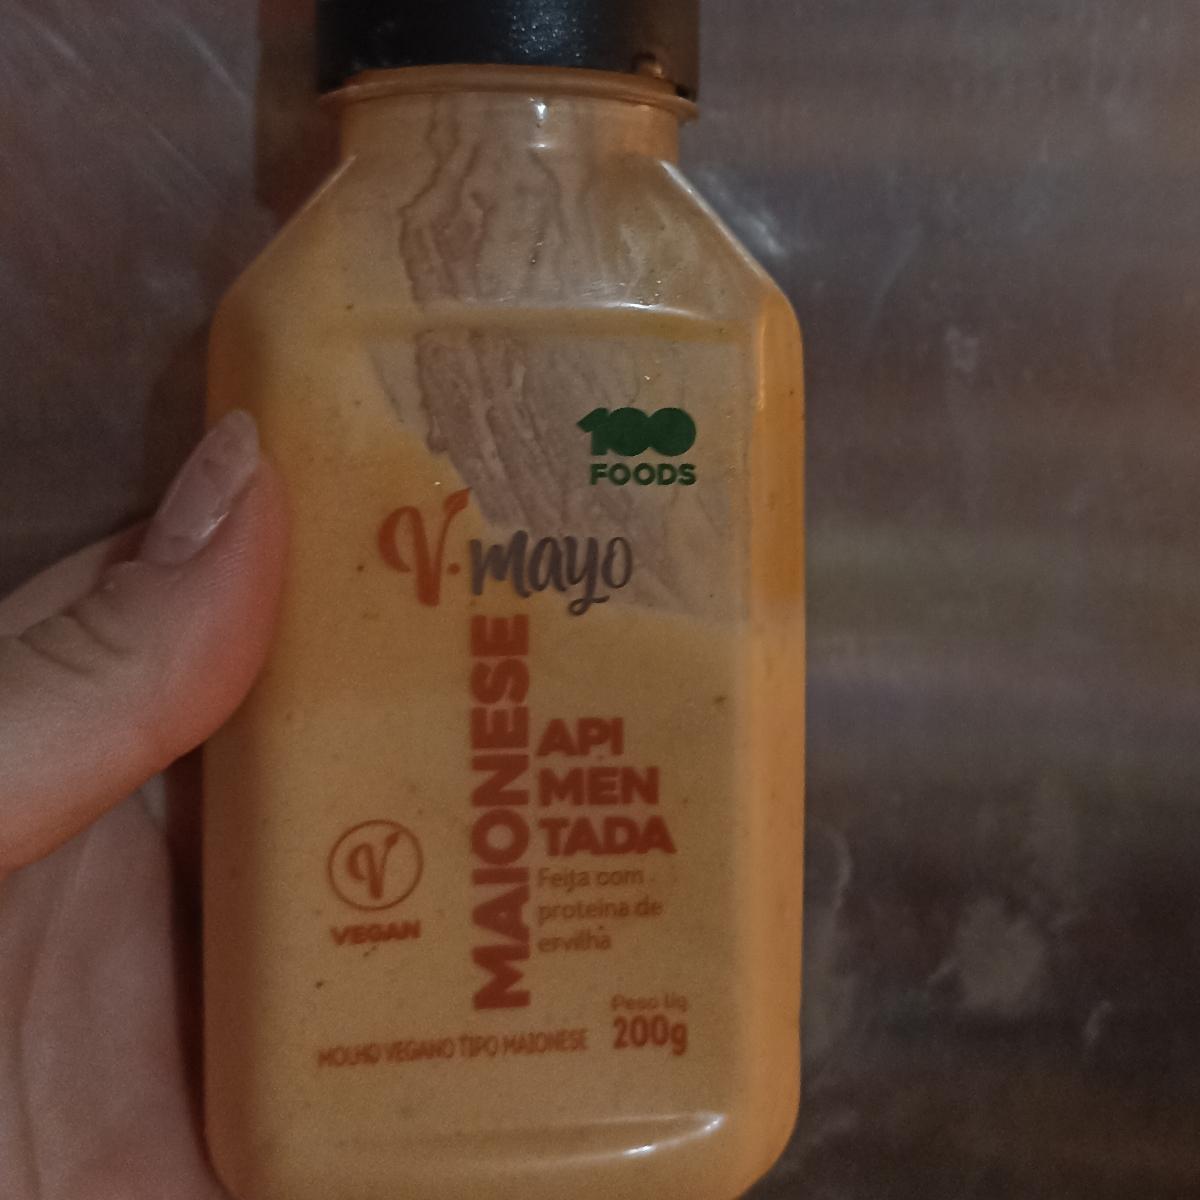 100
FOODS
V.mayo
MAIONESE
API
MEN
TADA
Feita com
proteína de
ervilha
VEGAN
Peso líq
200g
MOLHO VEGANO TIPO MAIONESE